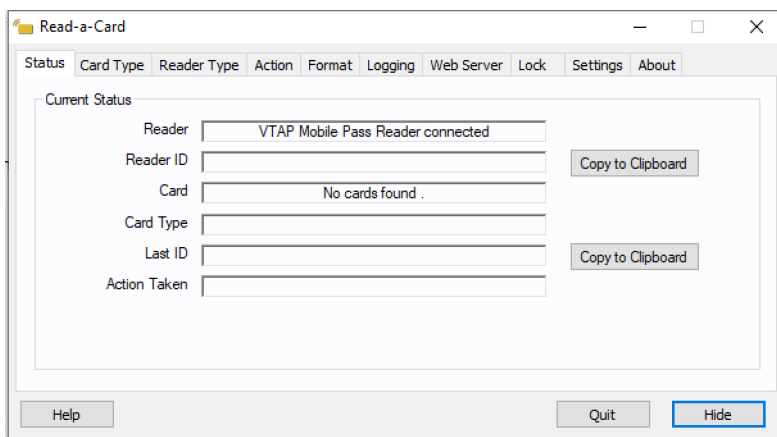 Read-a-Card
Status Card Type Reader Type Action Format Logging Web Server Lock Settings About
Current Status
Reader VTAP Mobile Pass Reader connected
Reader ID Copy to Clipboard
Card No cards found .
Card Type
Last ID Copy to Clipboard
Action Taken
Help Quit Hide